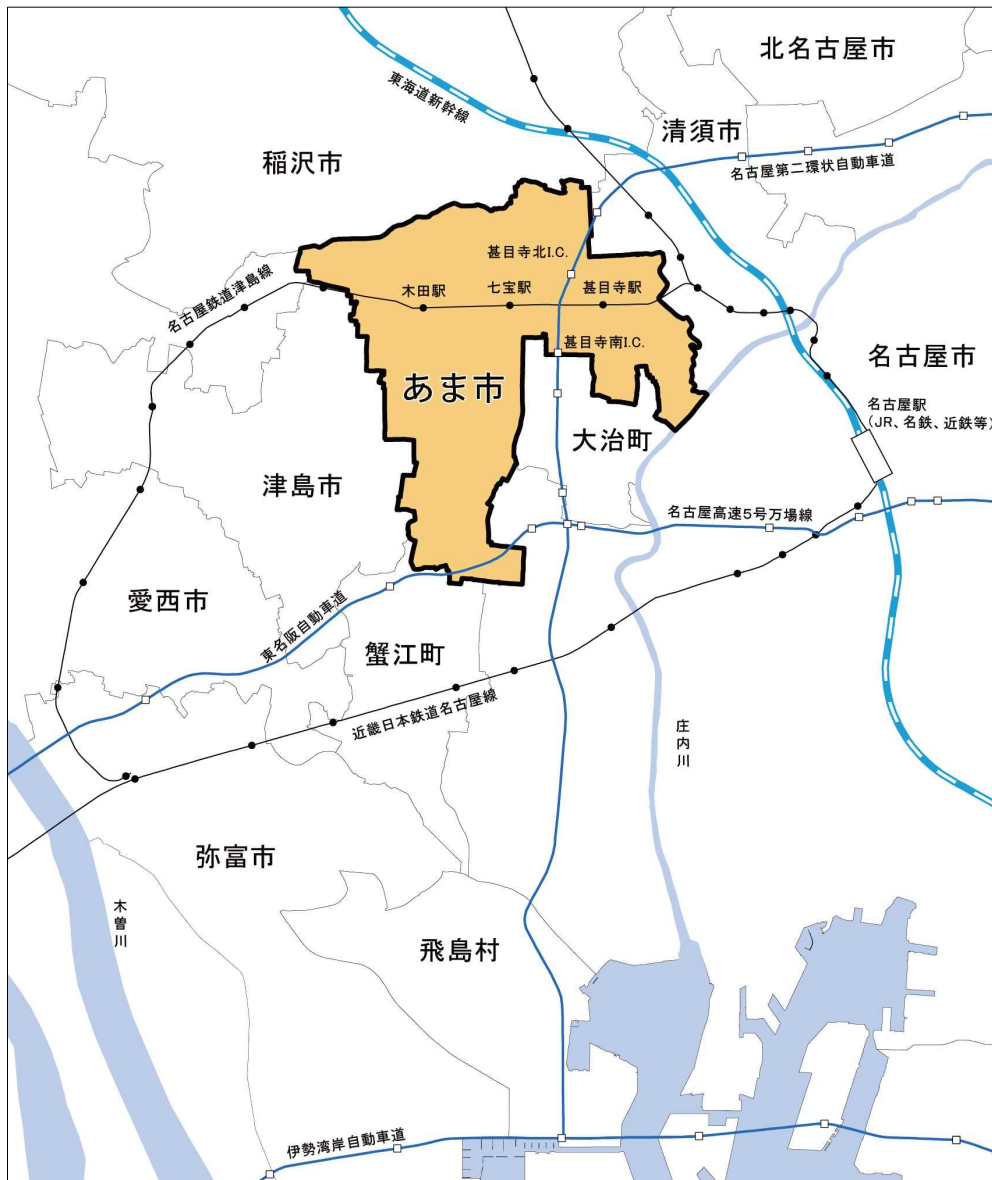 北名古屋市
東海道新幹線
清須市
稲沢市
名古屋第二環状自動車道
甚目寺北I.C.
名古屋鉄道津島線
木田駅
七宝駅
甚目寺駅
甚目寺南I.C.
名古屋市
あま市
名古屋駅
(JR、名鉄、近鉄等)
大治町
津島市
名古屋高速5号万場線
愛西市
東名阪自動車道
蟹江町
近畿日本鉄道名古屋線
庄内川
弥富市
木曽川
飛島村
伊勢湾岸自動車道